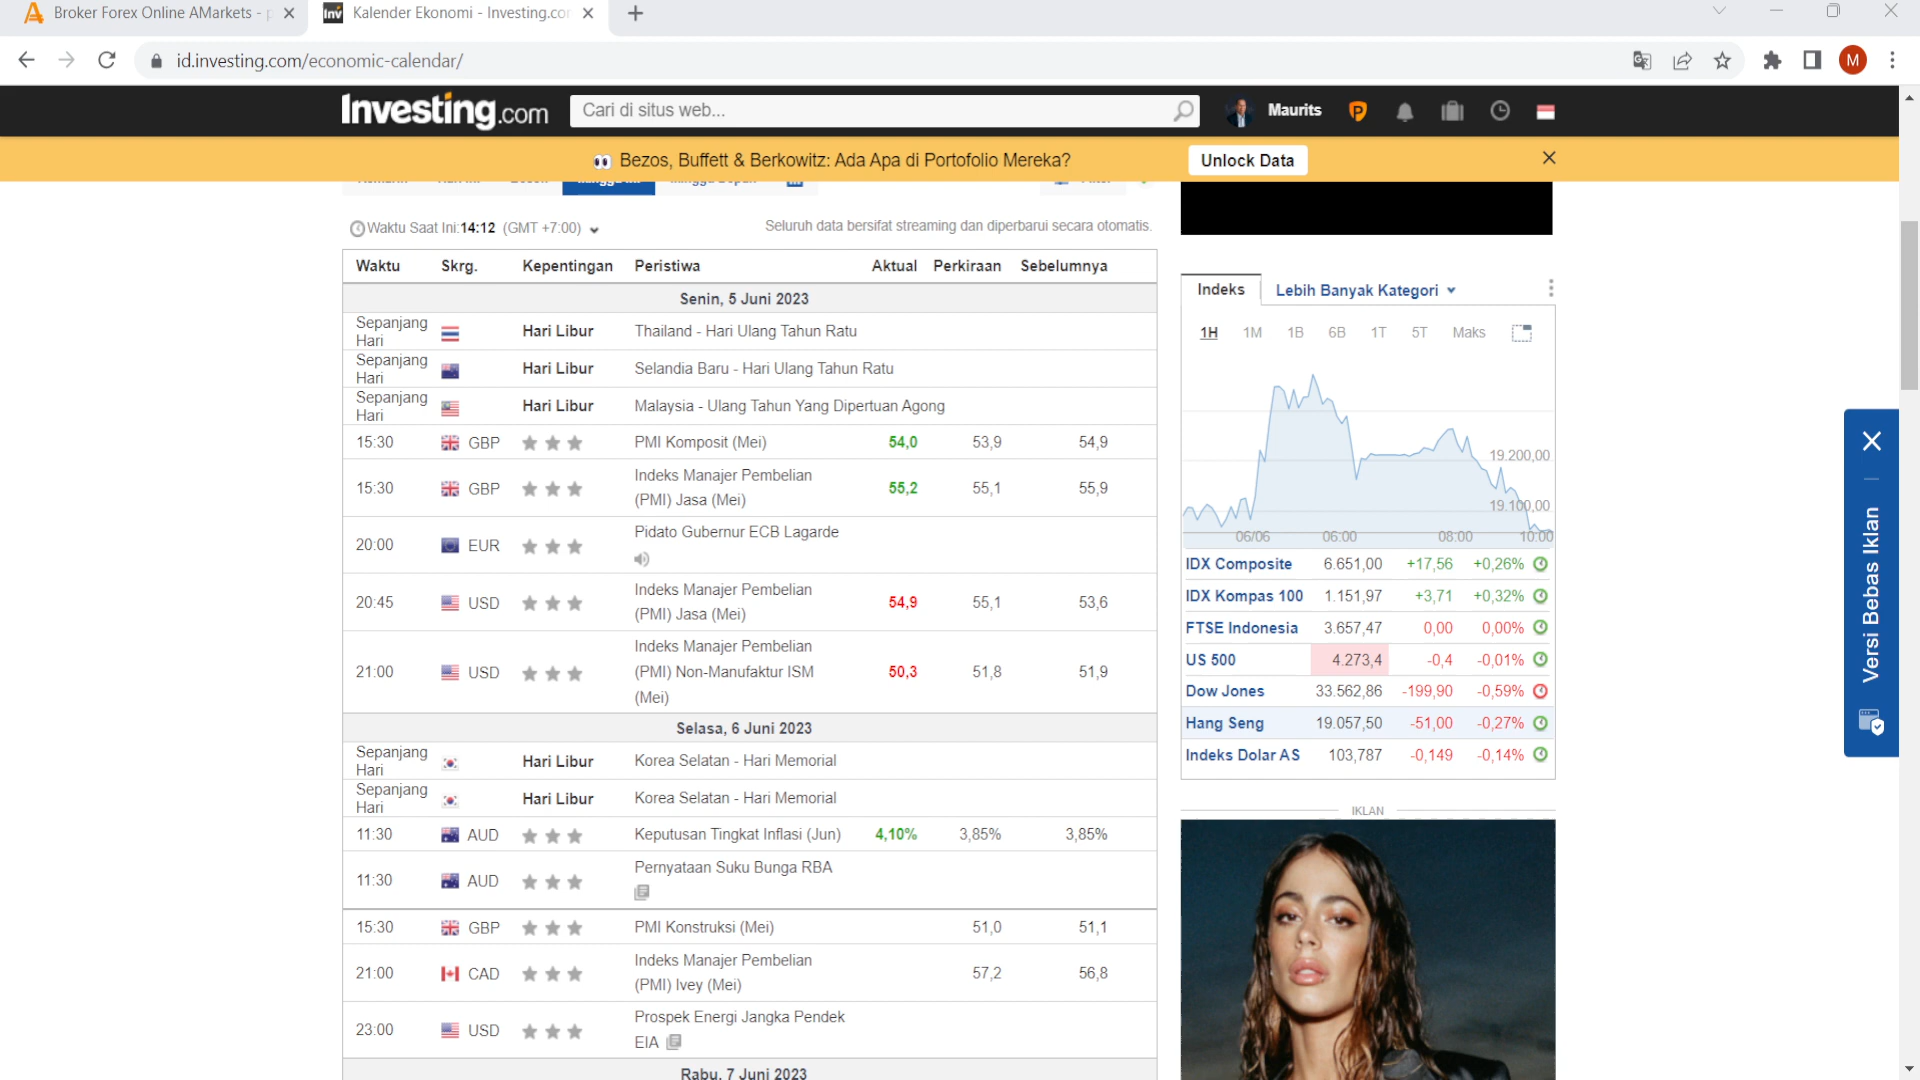 Broker Forex Online AMarkets - p
Kalender Ekonomi - Investing.com
id.investing.com/economic-calendar/
M
Investing.com
Cari di situs web...
Maurits
P
Bezos, Buffett & Berkowitz: Ada Apa di Portofolio Mereka?
Unlock Data
Waktu Saat Ini:14:12 (GMT +7:00)
Seluruh data bersifat streaming dan diperbarui secara otomatis.
Waktu Skrg. Kepentingan Peristiwa Aktual Perkiraan Sebelumnya
Senin, 5 Juni 2023
Sepanjang
Hari
Hari Libur Thailand - Hari Ulang Tahun Ratu
Sepanjang
Hari
Hari Libur Selandia Baru - Hari Ulang Tahun Ratu
Sepanjang
Hari
Hari Libur Malaysia - Ulang Tahun Yang Dipertuan Agong
15:30 GBP PMI Komposit (Mei) 54,0 53,9 54,9
15:30 GBP Indeks Manajer Pembelian
(PMI) Jasa (Mei) 55,2 55,1 55,9
20:00 EUR Pidato Gubernur ECB Lagarde
20:45 USD Indeks Manajer Pembelian
(PMI) Jasa (Mei) 54,9 55,1 53,6
21:00 USD Indeks Manajer Pembelian
(PMI) Non-Manufaktur ISM
(Mei) 50,3 51,8 51,9
Selasa, 6 Juni 2023
Sepanjang
Hari
Hari Libur Korea Selatan - Hari Memorial
Sepanjang
Hari
Hari Libur Korea Selatan - Hari Memorial
11:30 AUD Keputusan Tingkat Inflasi (Jun) 4,10% 3,85% 3,85%
11:30 AUD Pernyataan Suku Bunga RBA
15:30 GBP PMI Konstruksi (Mei) 51,0 51,1
21:00 CAD Indeks Manajer Pembelian
(PMI) Ivey (Mei) 57,2 56,8
23:00 USD Prospek Energi Jangka Pendek
EIA
Rabu, 7 Juni 2023
Indeks Lebih Banyak Kategori
1H 1M 1B 6B 1T 5T Maks
19.200,00
19.100,00
06/06 06:00 08:00 10:00
IDX Composite 6.651,00 +17,56 +0,26%
IDX Kompas 100 1.151,97 +3,71 +0,32%
FTSE Indonesia 3.657,47 0,00 0,00%
US 500 4.273,4 -0,4 -0,01%
Dow Jones 33.562,86 -199,90 -0,59%
Hang Seng 19.057,50 -51,00 -0,27%
Indeks Dolar AS 103,787 -0,149 -0,14%
IKLAN
Versi Bebas Iklan